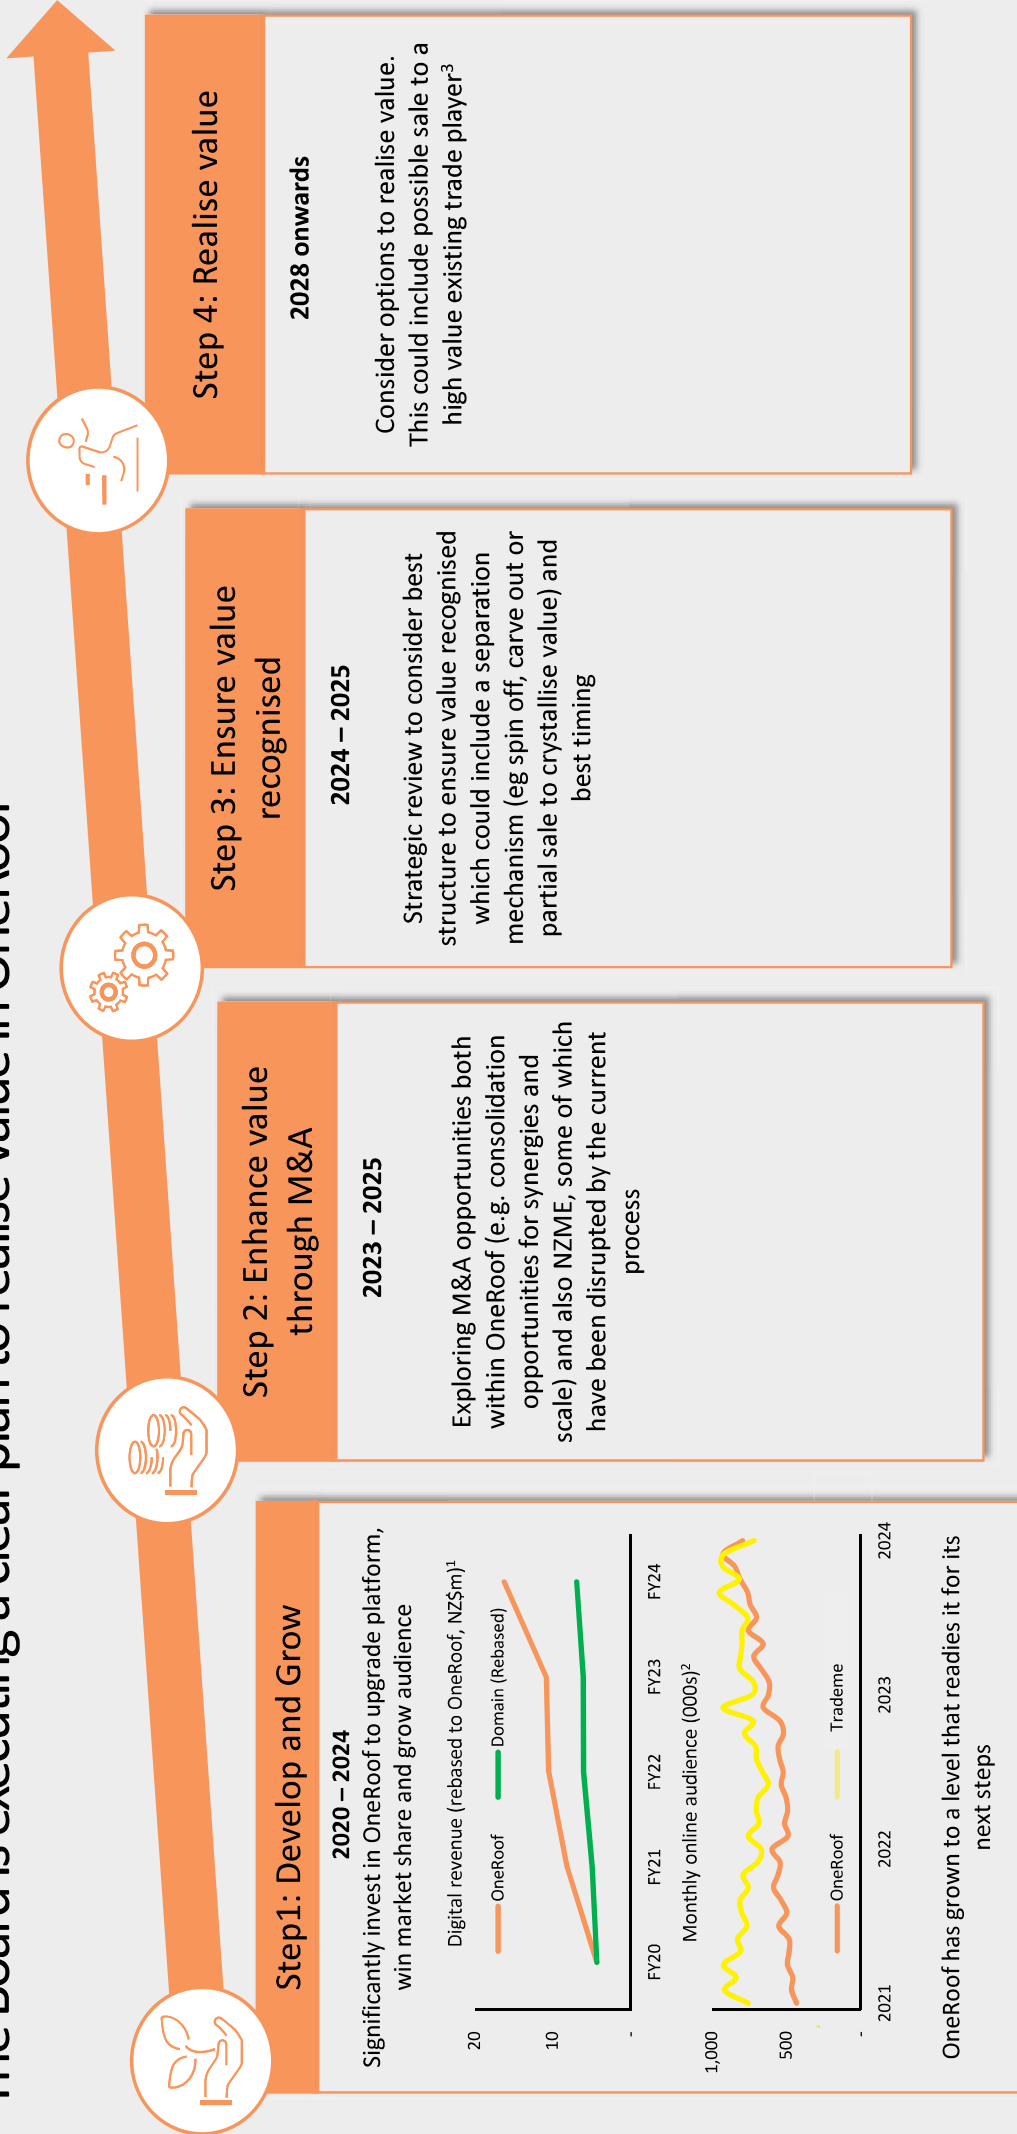 The Board is executing a clear plan to realise value in OneRoof
Step1: Develop and Grow
2020 – 2024
Significantly invest in OneRoof to upgrade platform,
win market share and grow audience
Digital revenue (rebased to OneRoof, NZ$m)¹
OneRoof
Domain (Rebased)
20
10
-
FY20
FY21
FY22
FY23
FY24
Monthly online audience (000s)²
1,000
500
-
OneRoof
Trademe
2021
2022
2023
2024
OneRoof has grown to a level that readies it for its
next steps
Step 2: Enhance value
through M&A
2023 – 2025
Exploring M&A opportunities both
within OneRoof (e.g. consolidation
opportunities for synergies and
scale) and also NZME, some of which
have been disrupted by the current
process
Step 3: Ensure value
recognised
2024 – 2025
Strategic review to consider best
structure to ensure value recognised
which could include a separation
mechanism (eg spin off, carve out or
partial sale to crystallise value) and
best timing
Step 4: Realise value
2028 onwards
Consider options to realise value.
This could include possible sale to a
high value existing trade player³